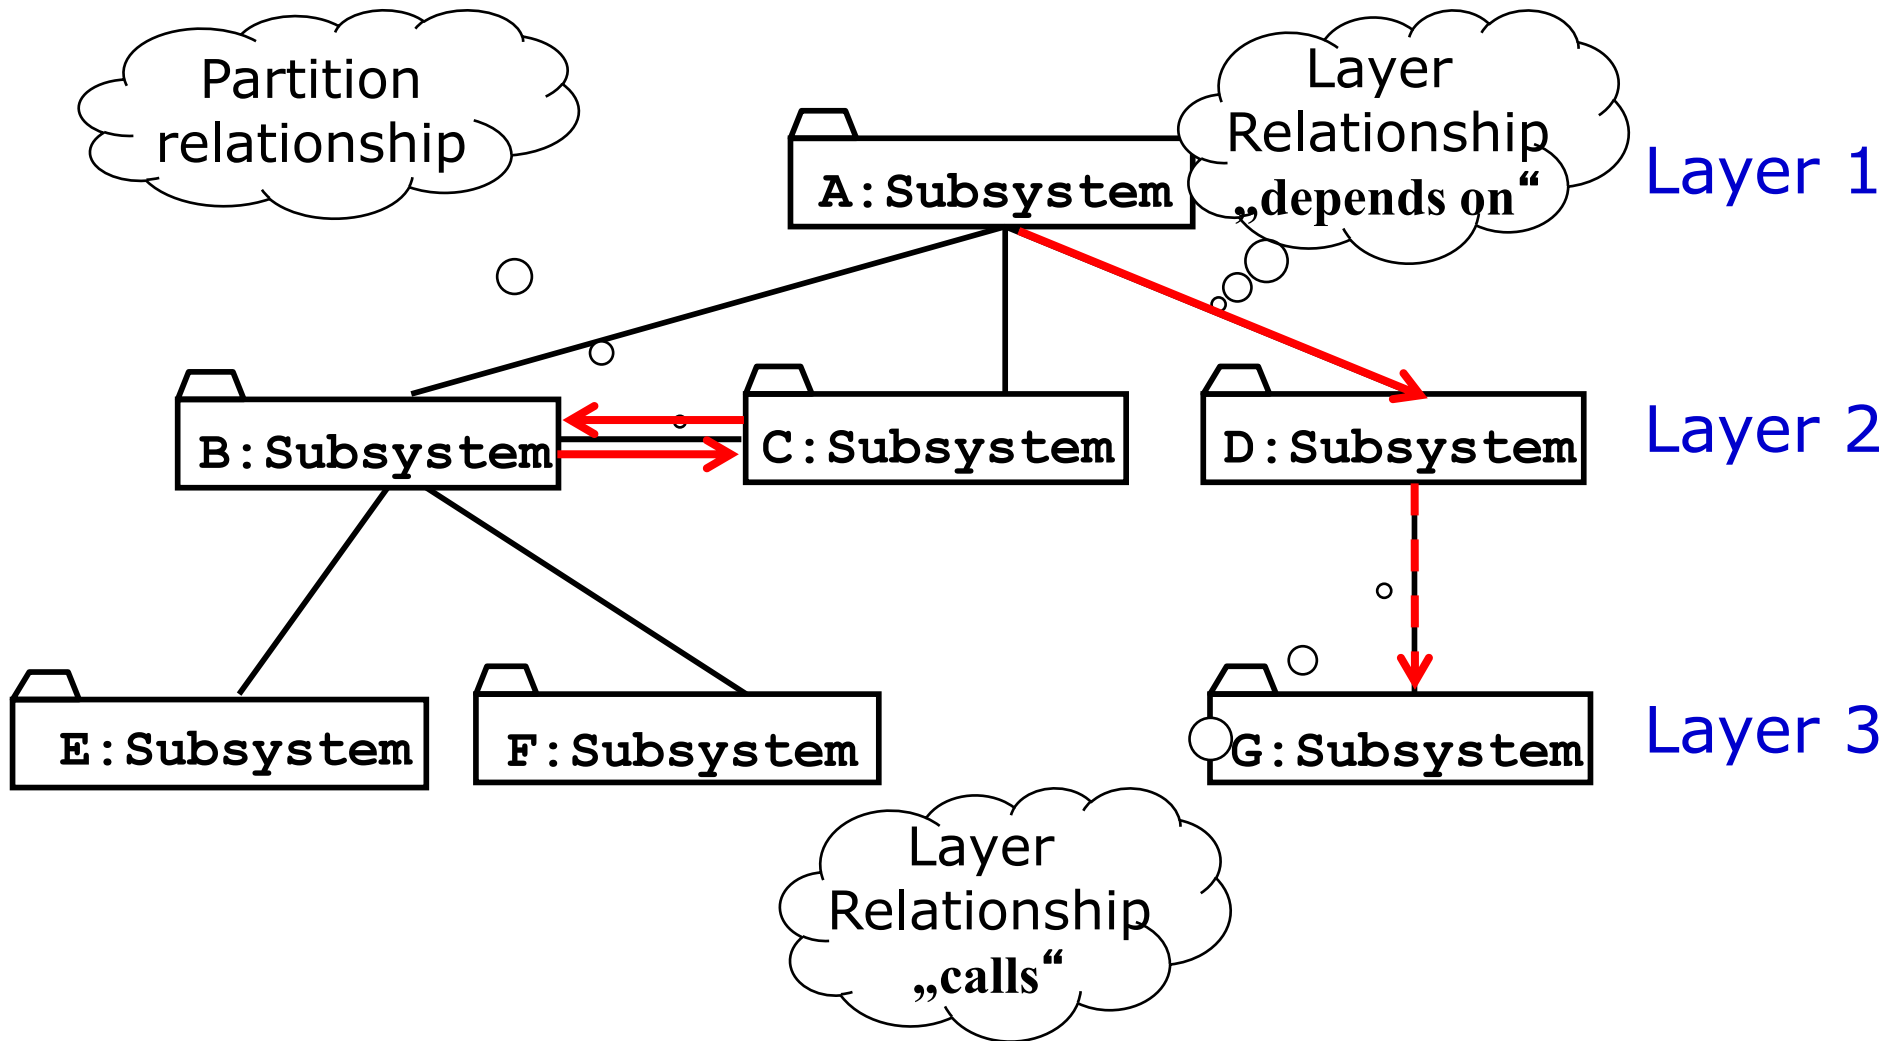 Partition
relationship
Layer
Relationship
„depends on“
A:Subsystem
Layer 1
B:Subsystem
C:Subsystem
D:Subsystem
Layer 2
E:Subsystem
F:Subsystem
G:Subsystem
Layer 3
Layer
Relationship
„calls“